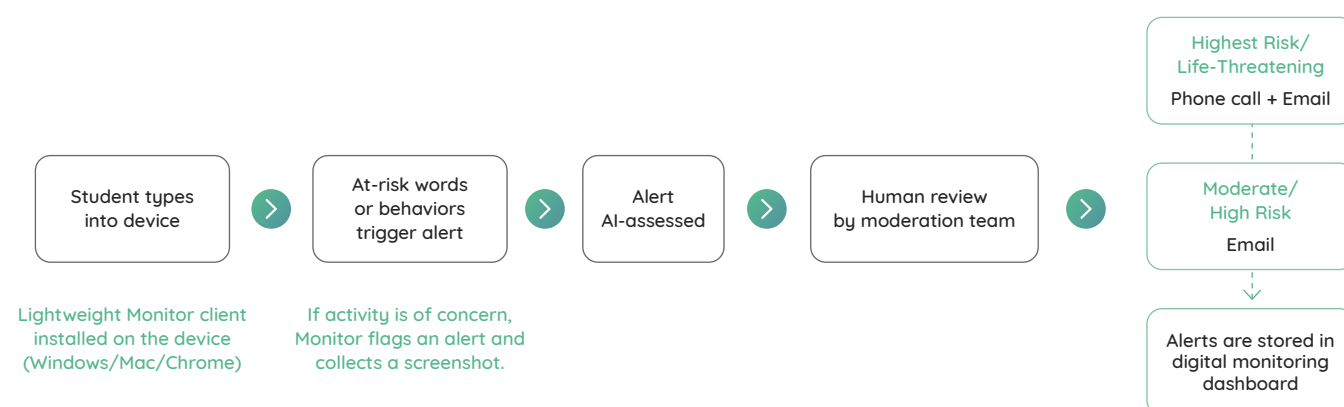 Student types
into device
Lightweight Monitor client
installed on the device
(Windows/Mac/Chrome)
At-risk words
or behaviors
trigger alert
If activity is of concern,
Monitor flags an alert and
collects a screenshot.
Alert
AI-assessed
Human review
by moderation team
Highest Risk/
Life-Threatening
Phone call + Email
Moderate/
High Risk
Email
Alerts are stored in
digital monitoring
dashboard